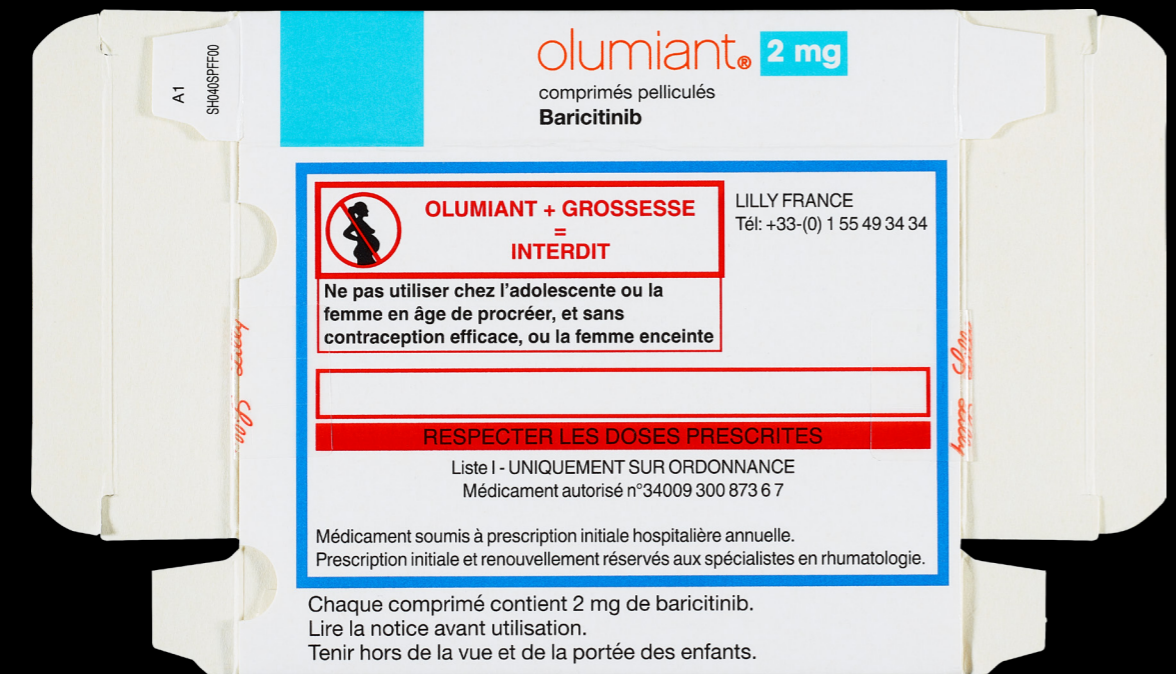 A1
SH040SPFF00
olumiant® 2 mg
comprimés pelliculés
Baricitinib
OLUMIANT + GROSSESSE
=
INTERDIT
LILLY FRANCE
Tél: +33-(0) 1 55 49 34 34
Ne pas utiliser chez l'adolescente ou la
femme en âge de procréer, et sans
contraception efficace, ou la femme enceinte
RESPECTER LES DOSES PRESCRITES
Liste I - UNIQUEMENT SUR ORDONNANCE
Médicament autorisé n°34009 300 873 6 7
Médicament soumis à prescription initiale hospitalière annuelle.
Prescription initiale et renouvellement réservés aux spécialistes en rhumatologie.
Chaque comprimé contient 2 mg de baricitinib.
Lire la notice avant utilisation.
Tenir hors de la vue et de la portée des enfants.